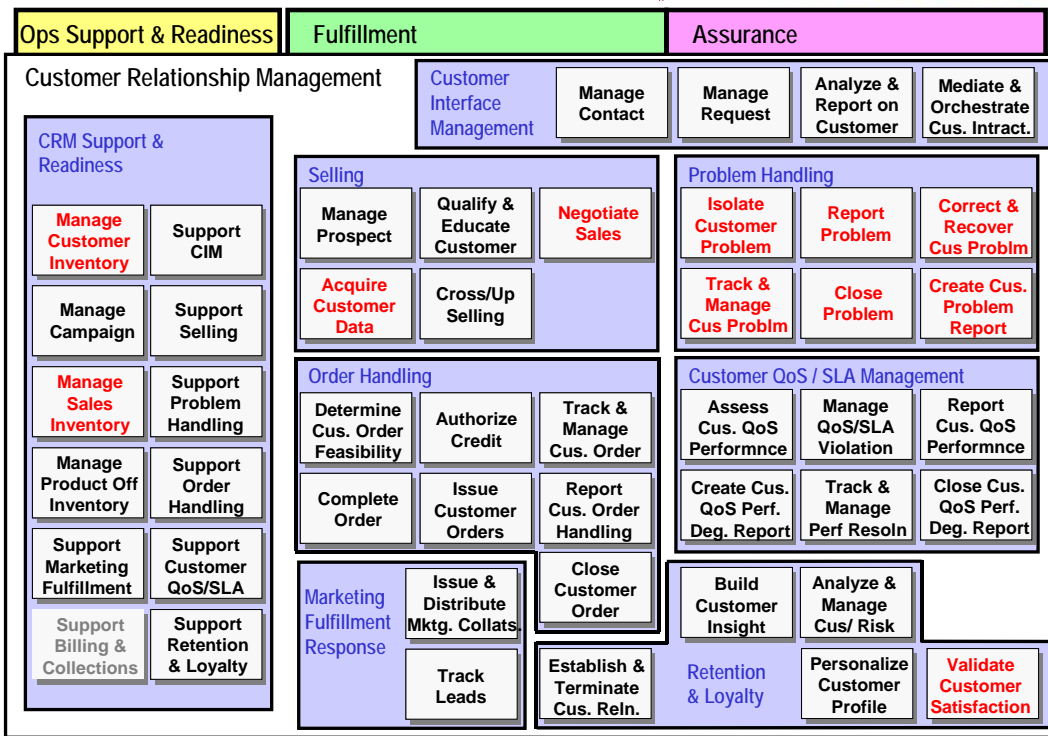 Ops Support & Readiness
Fulfillment
Assurance
Customer Relationship Management
Customer
Interface
Management
Manage
Contact
Manage
Request
Analyze &
Report on
Customer
Mediate &
Orchestrate
Cus. Intract.
CRM Support &
Readiness
Manage
Customer
Inventory
Support
CIM
Manage
Campaign
Support
Selling
Manage
Sales
Inventory
Support
Problem
Handling
Manage
Product Off
Inventory
Support
Order
Handling
Support
Marketing
Fulfillment
Support
Customer
QoS/SLA
Support
Billing &
Collections
Support
Retention
& Loyalty
Selling
Manage
Prospect
Qualify &
Educate
Customer
Negotiate
Sales
Acquire
Customer
Data
Cross/Up
Selling
Problem Handling
Isolate
Customer
Problem
Report
Problem
Correct &
Recover
Cus Problm
Track &
Manage
Cus Problm
Close
Problem
Create Cus.
Problem
Report
Order Handling
Determine
Cus. Order
Feasibility
Authorize
Credit
Track &
Manage
Cus. Order
Complete
Order
Issue
Customer
Orders
Report
Cus. Order
Handling
Close
Customer
Order
Customer QoS / SLA Management
Assess
Cus. QoS
Performnce
Manage
QoS/SLA
Violation
Report
Cus. QoS
Performnce
Create Cus.
QoS Perf.
Deg. Report
Track &
Manage
Perf Resoln
Close Cus.
QoS Perf.
Deg. Report
Marketing
Fulfillment
Response
Issue &
Distribute
Mktg. Collats.
Track
Leads
Build
Customer
Insight
Analyze &
Manage
Cus/ Risk
Establish &
Terminate
Cus. Reln.
Retention
& Loyalty
Personalize
Customer
Profile
Validate
Customer
Satisfaction